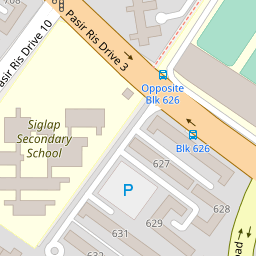 Pasir Ris Drive 10
Pasir Ris Drive 3
Opposite
Blk 626
Siglap
Secondary
School
Blk 626
627
P
628
629
631
632